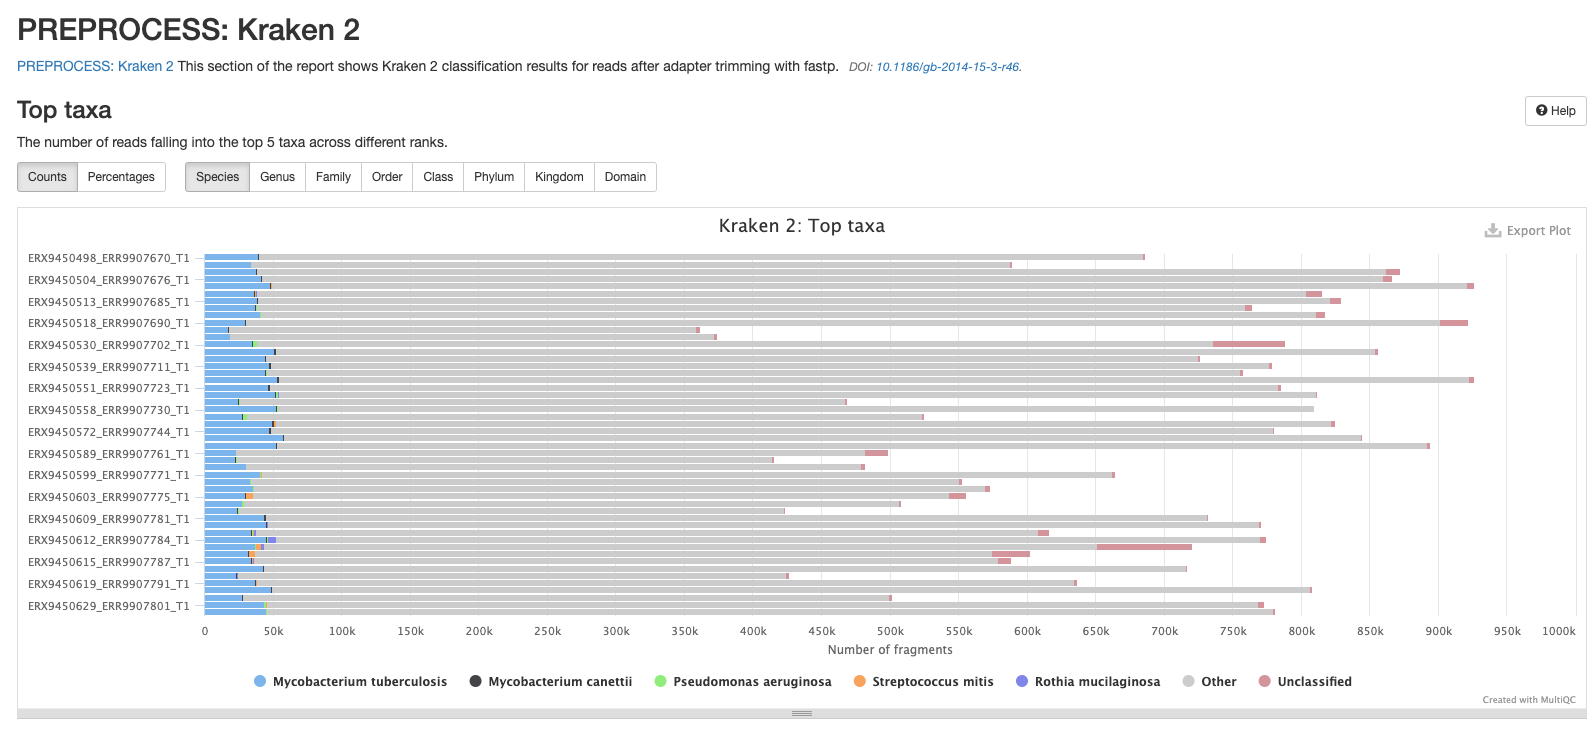 PREPROCESS: Kraken 2
PREPROCESS: Kraken 2 This section of the report shows Kraken 2 classification results for reads after adapter trimming with fastp. DOI: 10.1186/gb-2014-15-3-r46.
Top taxa
Help
The number of reads falling into the top 5 taxa across different ranks.
Counts Percentages Species Genus Family Order Class Phylum Kingdom Domain
Kraken 2: Top taxa
Export Plot
ERX9450498_ERR9907670_T1
ERX9450504_ERR9907676_T1
ERX9450513_ERR9907685_T1
ERX9450518_ERR9907690_T1
ERX9450530_ERR9907702_T1
ERX9450539_ERR9907711_T1
ERX9450551_ERR9907723_T1
ERX9450558_ERR9907730_T1
ERX9450572_ERR9907744_T1
ERX9450589_ERR9907761_T1
ERX9450599_ERR9907771_T1
ERX9450603_ERR9907775_T1
ERX9450609_ERR9907781_T1
ERX9450612_ERR9907784_T1
ERX9450615_ERR9907787_T1
ERX9450619_ERR9907791_T1
ERX9450629_ERR9907801_T1
0 50k 100k 150k 200k 250k 300k 350k 400k 450k 500k 550k 600k 650k 700k 750k 800k 850k 900k 950k 1000k
Number of fragments
Mycobacterium tuberculosis Mycobacterium canettii Pseudomonas aeruginosa Streptococcus mitis Rothia mucilaginosa Other Unclassified
Created with MultiQC